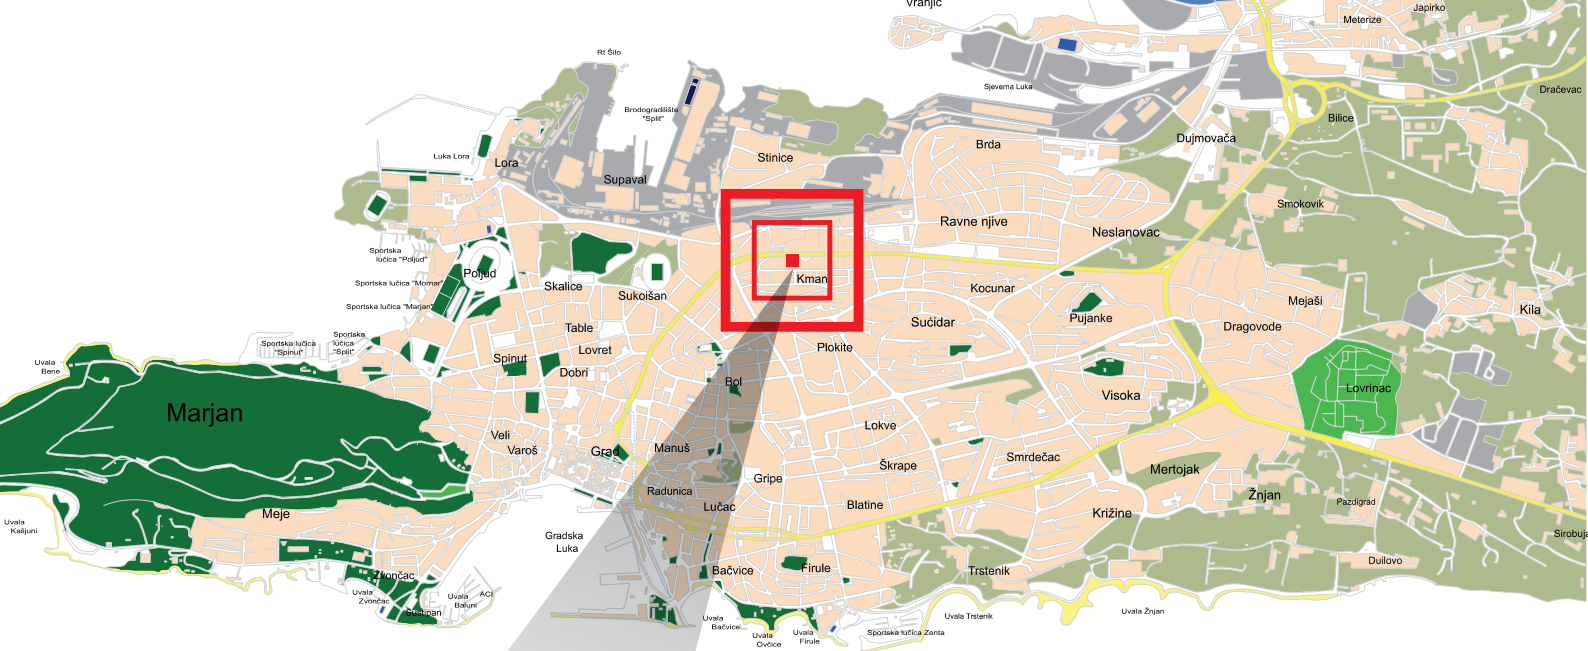 Vranjic
Japirko
Meterize
Rt Šilo
Sjeverna Luka
Dračevac
Brodogradilište
"Split"
Bilice
Dujmovača
Brda
Luka Lora
Lora
Stinice
Supaval
Smokovik
Ravne njive
Neslanovac
Sportska
lučica "Poljud"
Poljud
Kman
Sportska lučica "Mornar"
Skalice
Sukoišan
Kocunar
Mejaši
Sportska lučica "Marjan"
Kila
Pujanke
Sućidar
Dragovode
Table
Sportska
lučica
"Split"
Sportska lučica
"Spinut"
Lovret
Plokite
Spinut
Uvala
Bene
Dobri
Bol
Lovrinac
Visoka
Marjan
Lokve
Veli
Varoš
Grad
Manuš
Smrdečac
Škrape
Mertojak
Gripe
Radunica
Žnjan
Pazdigrad
Lučac
Blatine
Križine
Meje
Uvala
Kašjuni
Gradska
Luka
Sirobuja
Duilovo
Bačvice
Firule
Trstenik
Zvončac
Uvala
Zvončac
Uvala
Baluni
ACI
Sustipan
Uvala Žnjan
Uvala Trstenik
Uvala
Bačvice
Sportska lučica Zenta
Uvala
Ovčice
Uvala
Firule